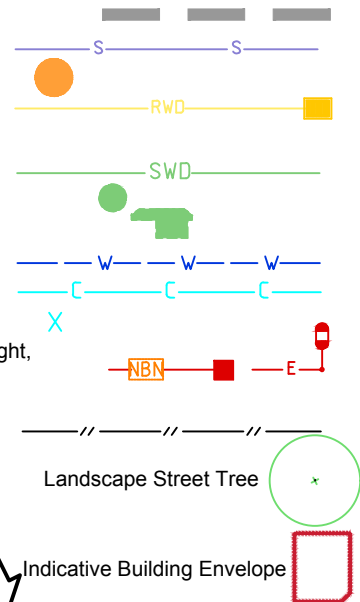 S S
RWD
SWD
W W W
C C C
X
ght,
NBN E
// // //
Landscape Street Tree
Indicative Building Envelope